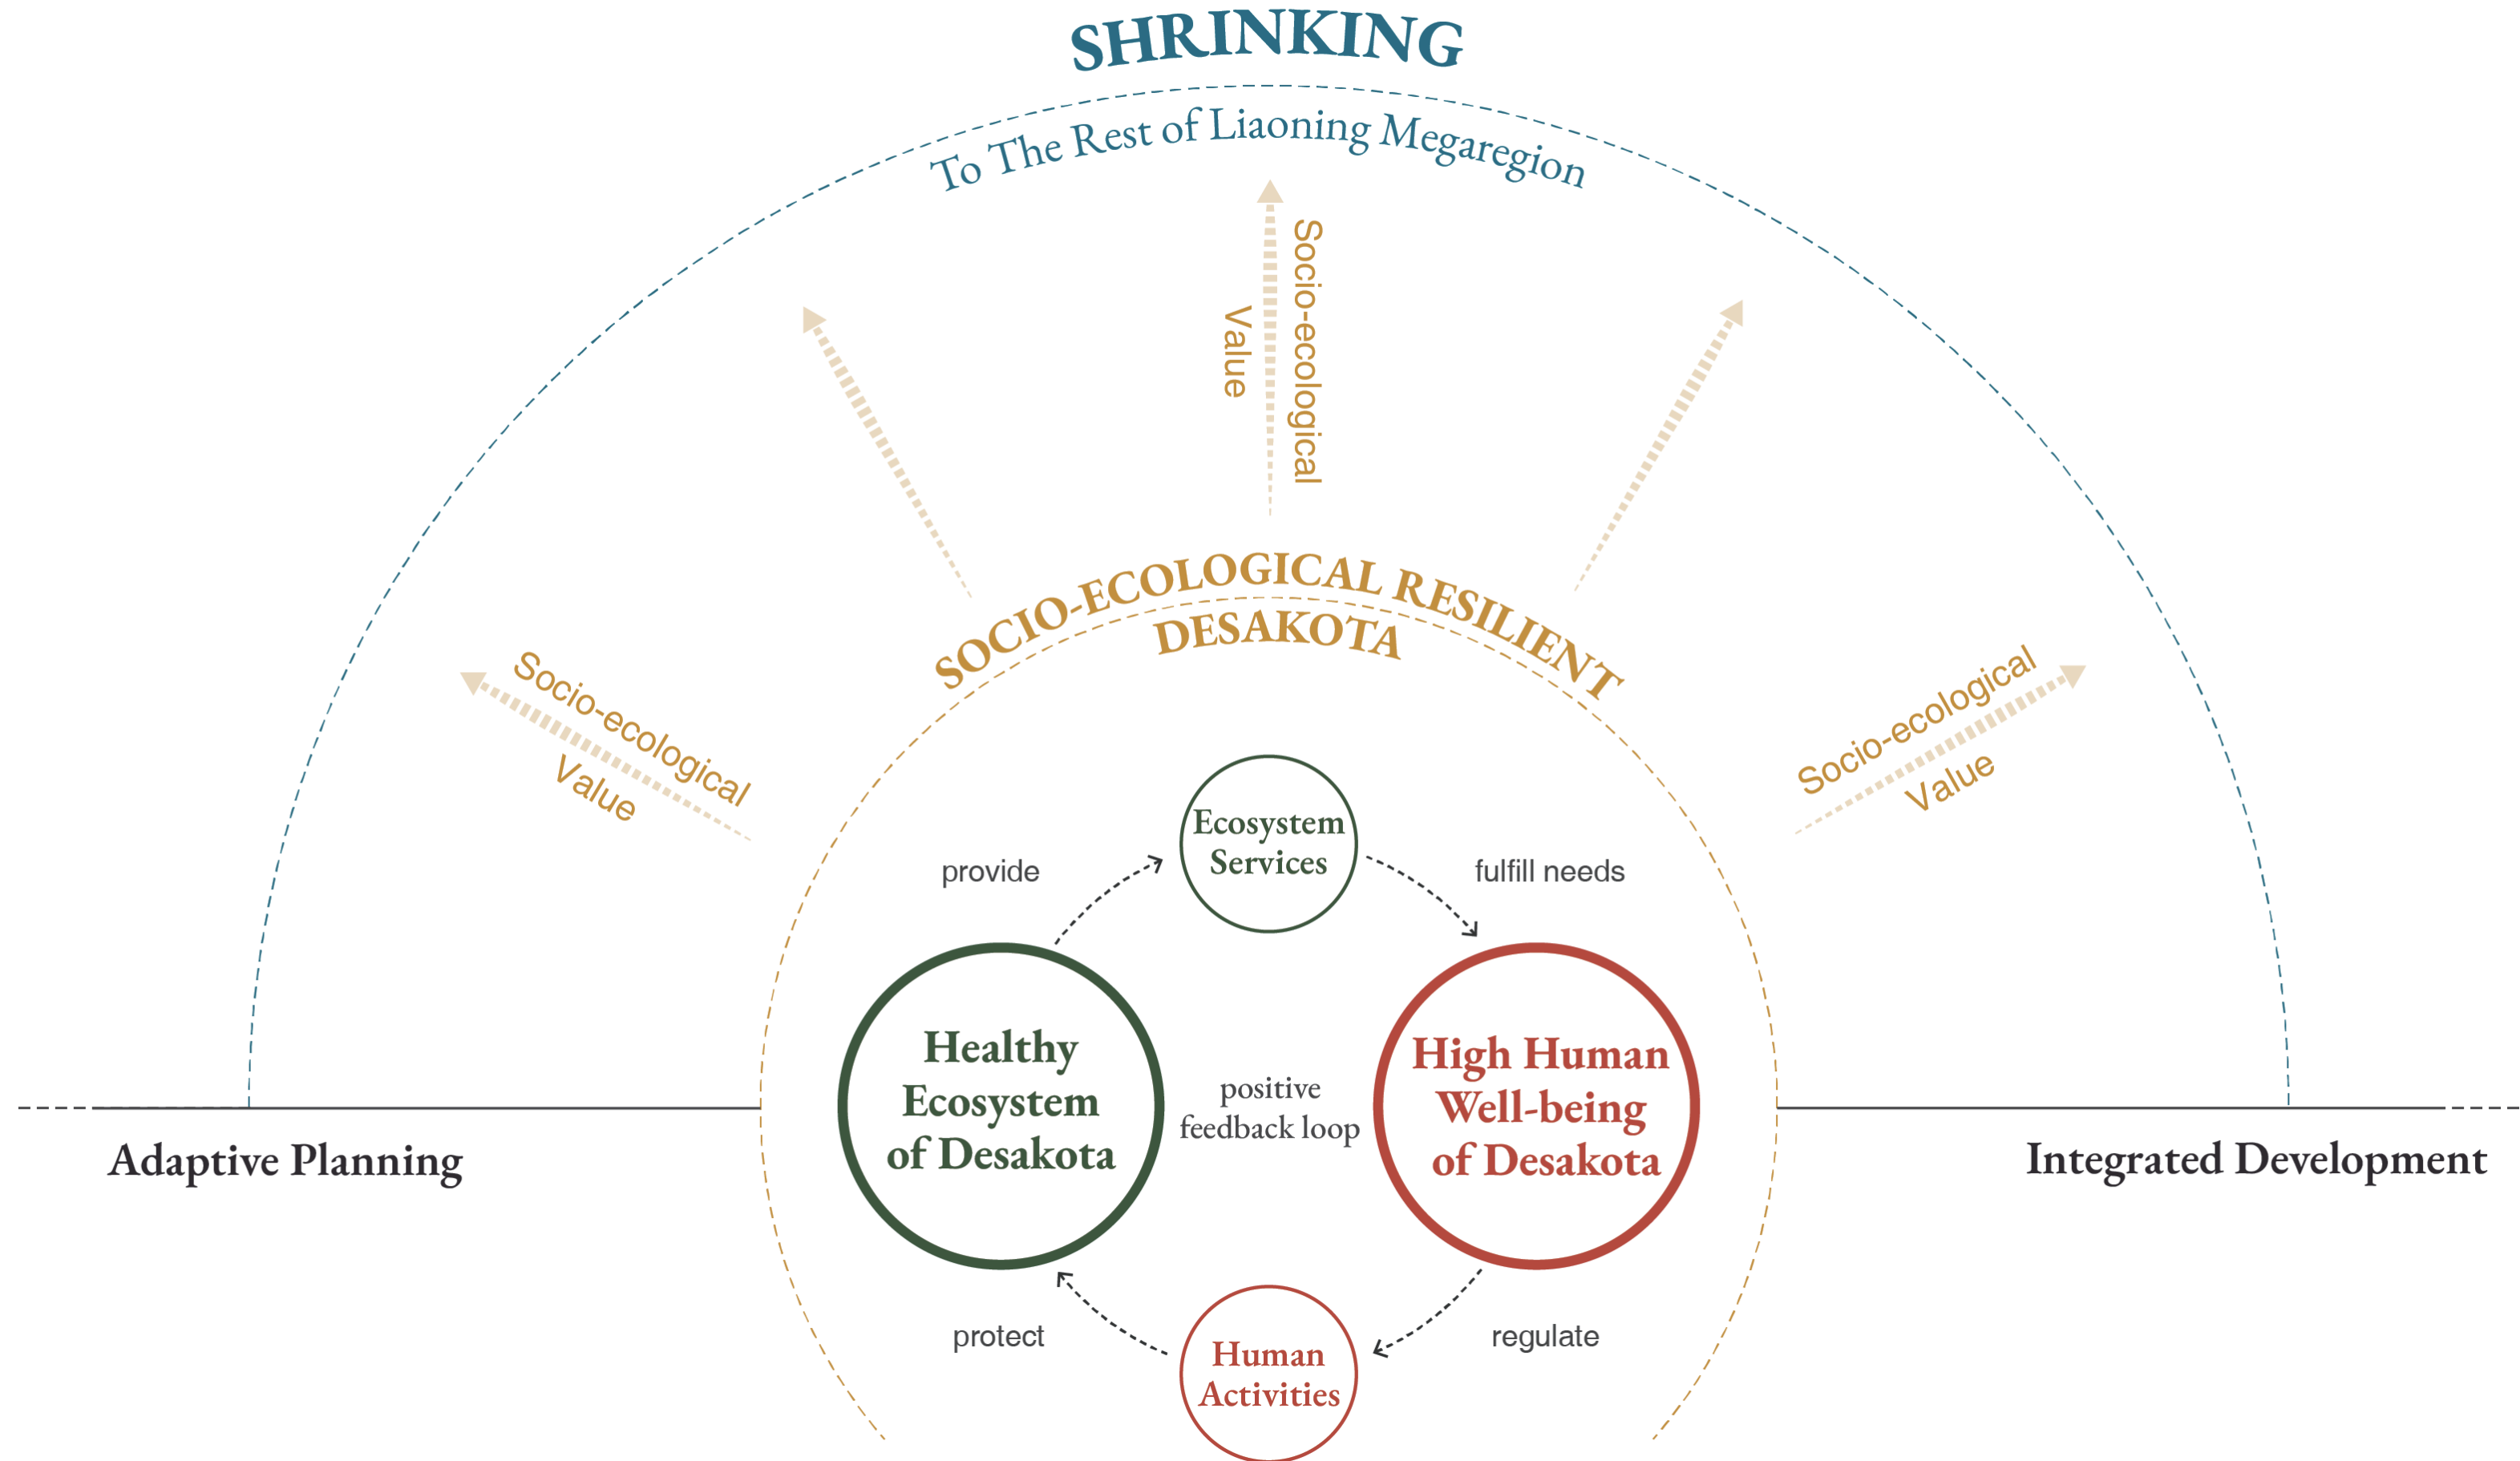 SHRINKING
To The Rest of Liaoning Megaregion
Socio-ecological
Value
SOCIO-ECOLOGICAL RESILIENT
DESAKOTA
Socio-ecological
Value
Socio-ecological
Value
Ecosystem
Services
provide
fulfill needs
Healthy
Ecosystem
of Desakota
positive
feedback loop
High Human
Well-being
of Desakota
Adaptive Planning
Integrated Development
protect
regulate
Human
Activities